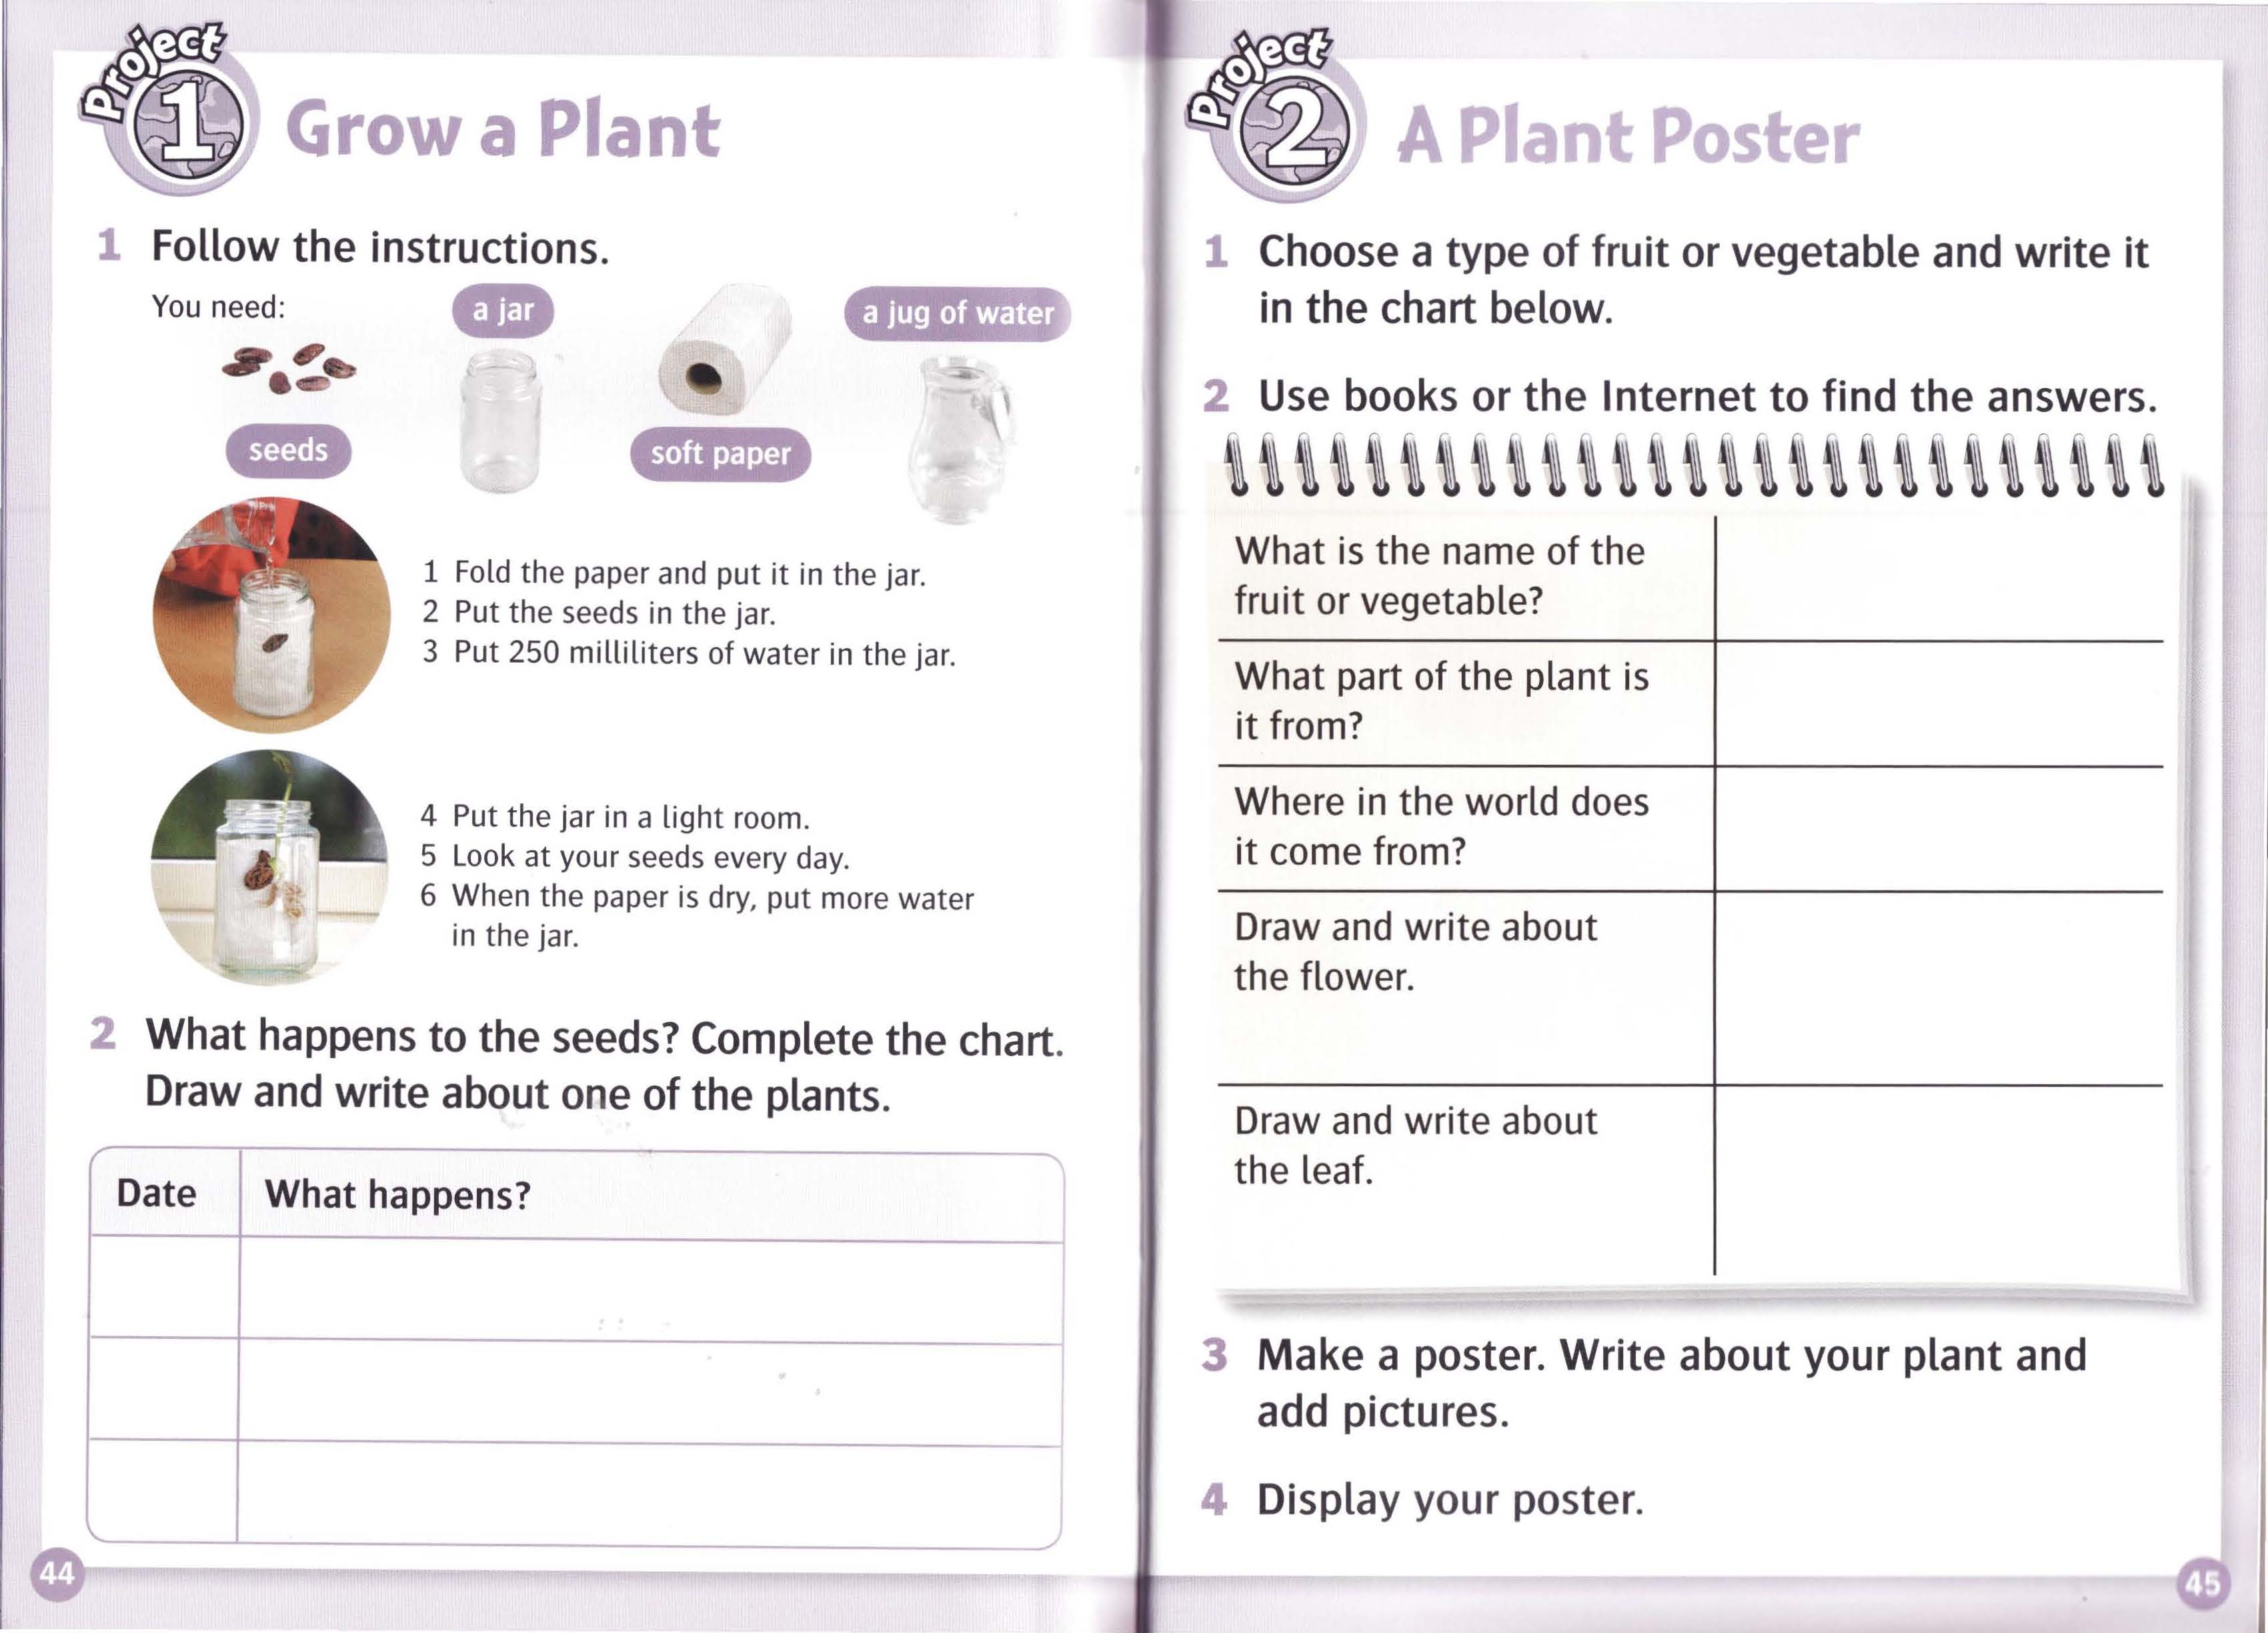 Project
1
Grow a Plant
1 Follow the instructions.
You need:
a jar
a jug of water
seeds
soft paper
1 Fold the paper and put it in the jar.
2 Put the seeds in the jar.
3 Put 250 milliliters of water in the jar.
4 Put the jar in a light room.
5 Look at your seeds every day.
6 When the paper is dry, put more water
in the jar.
2 What happens to the seeds? Complete the chart.
Draw and write about one of the plants.
Date What happens?
44
Project
2
A Plant Poster
1 Choose a type of fruit or vegetable and write it
in the chart below.
2 Use books or the Internet to find the answers.
What is the name of the
fruit or vegetable?
What part of the plant is
it from?
Where in the world does
it come from?
Draw and write about
the flower.
Draw and write about
the leaf.
3 Make a poster. Write about your plant and
add pictures.
4 Display your poster.
45